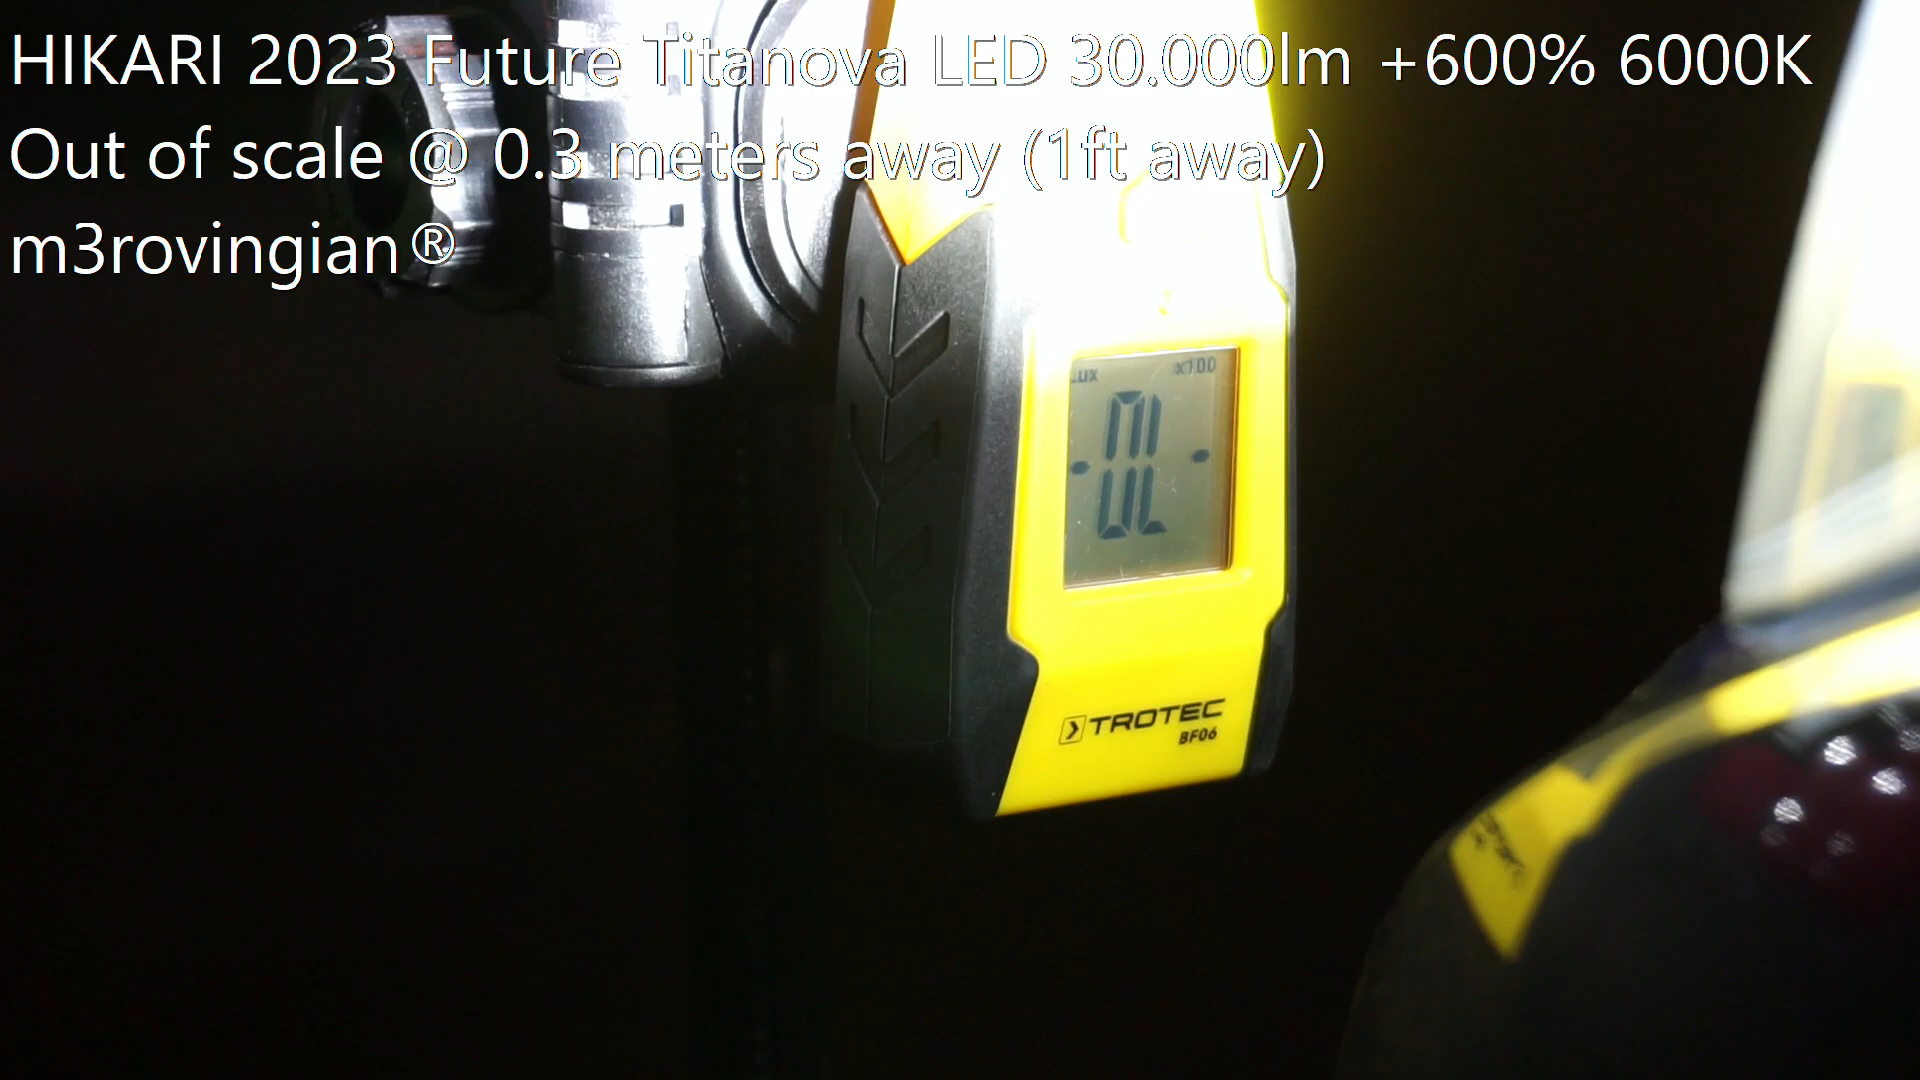 HIKARI 2023 Future Titanova LED 30.000lm +600% 6000K
Out of scale @ 0.3 meters away (1ft away)
m3rovingian®
Lux x100
OL
TROTEC
BF06